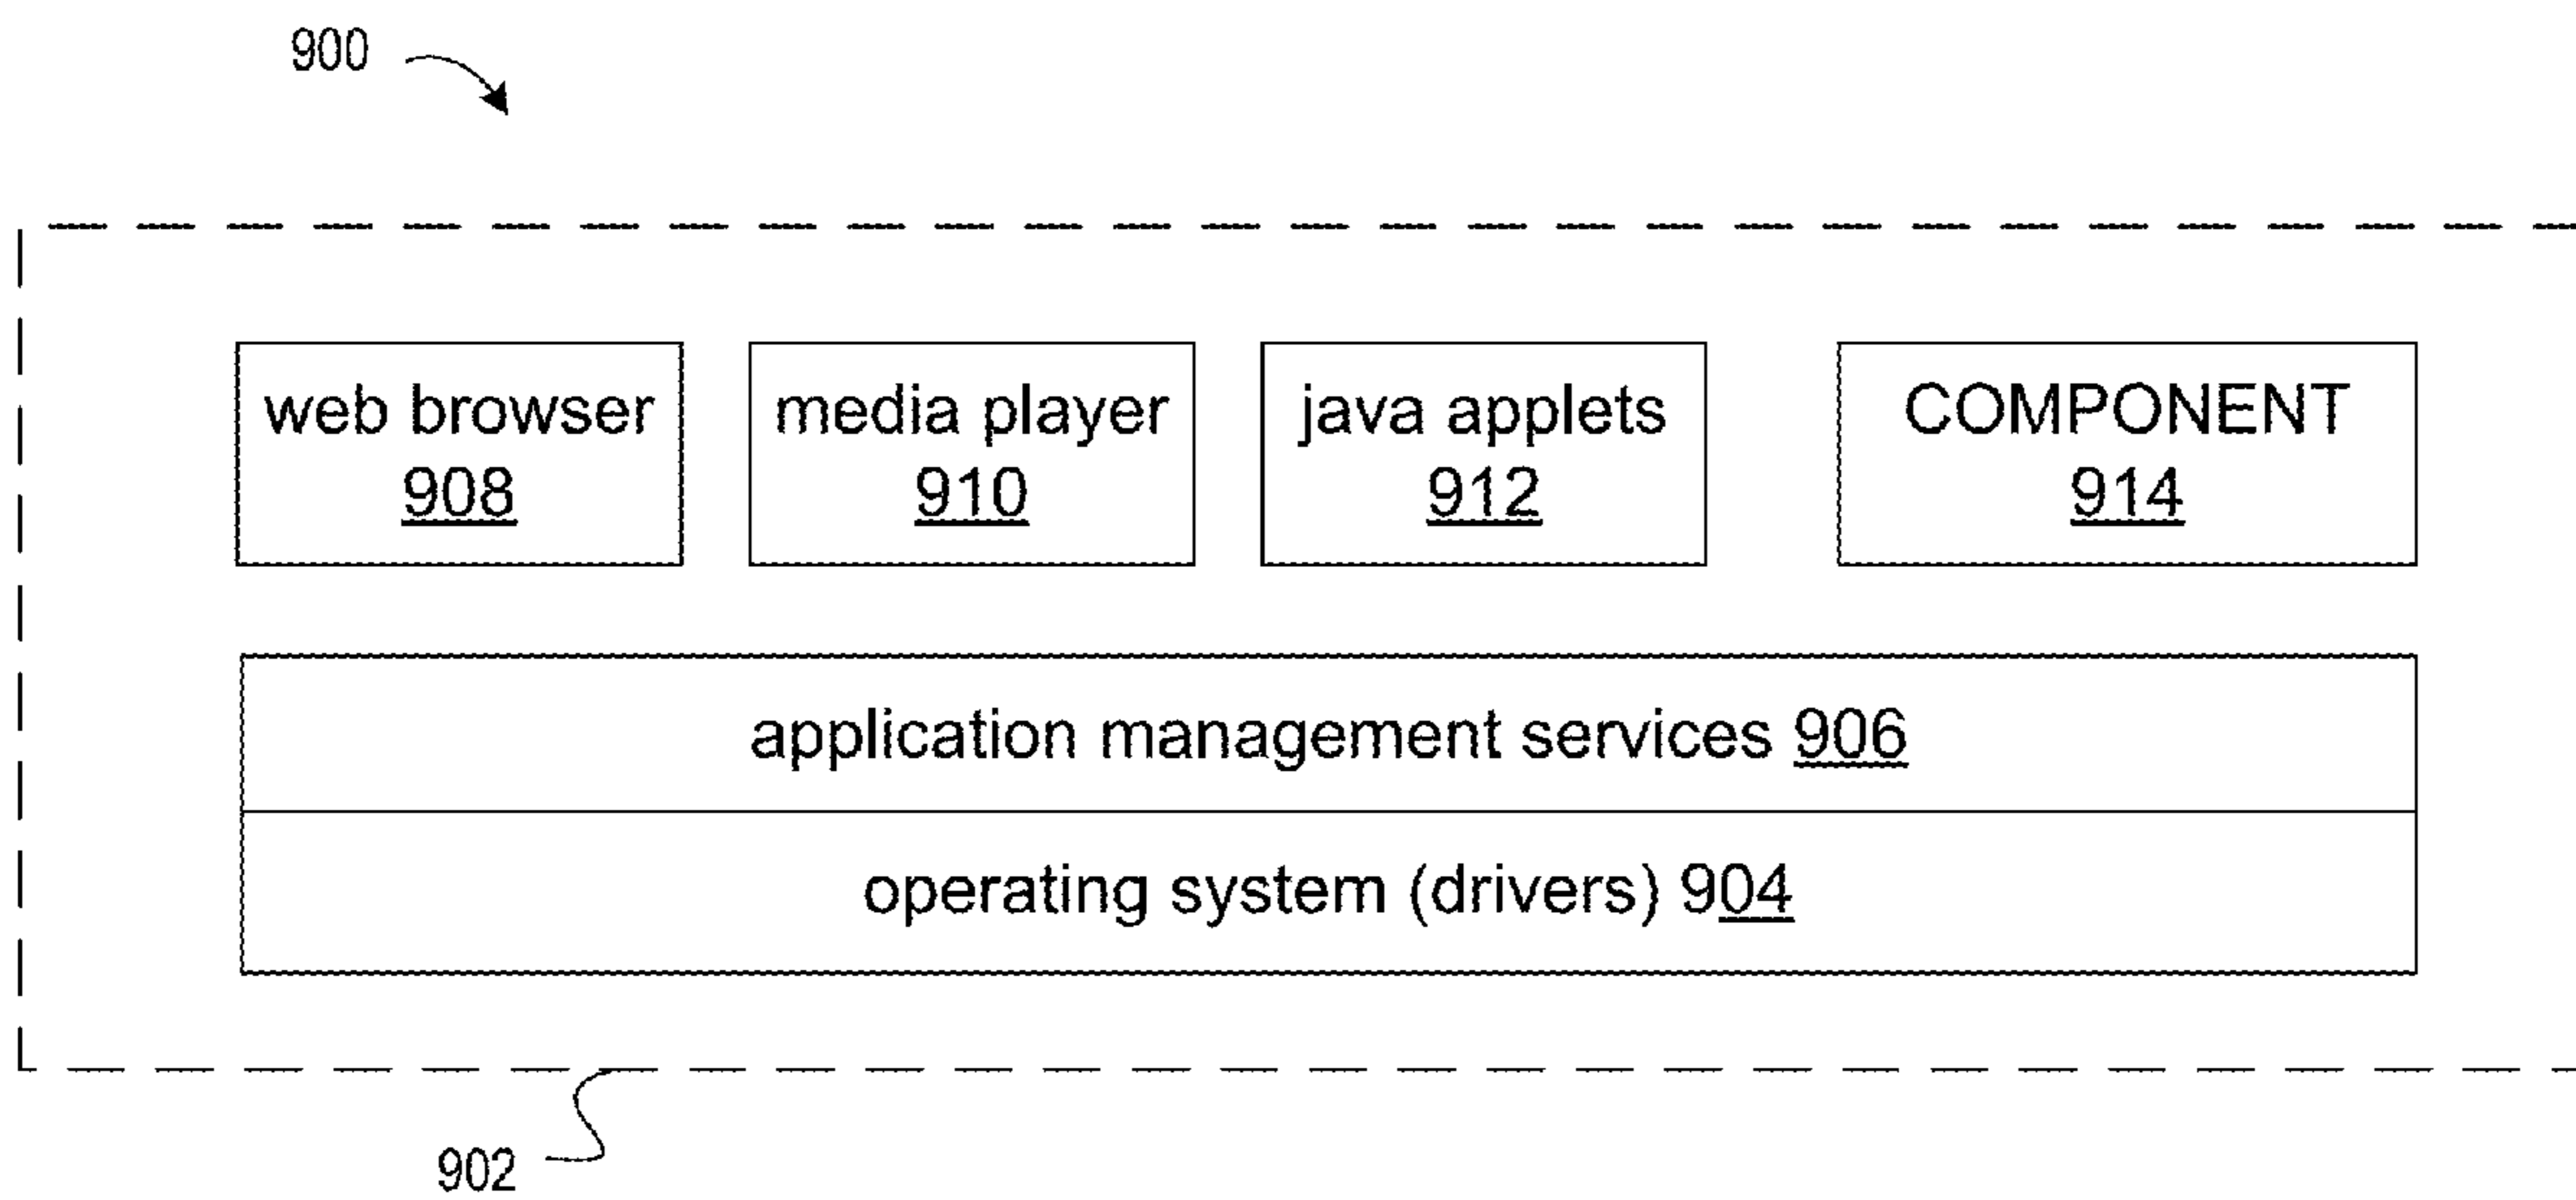 900
web browser
908
media player
910
java applets
912
COMPONENT
914
application management services 906
operating system (drivers) 904
902